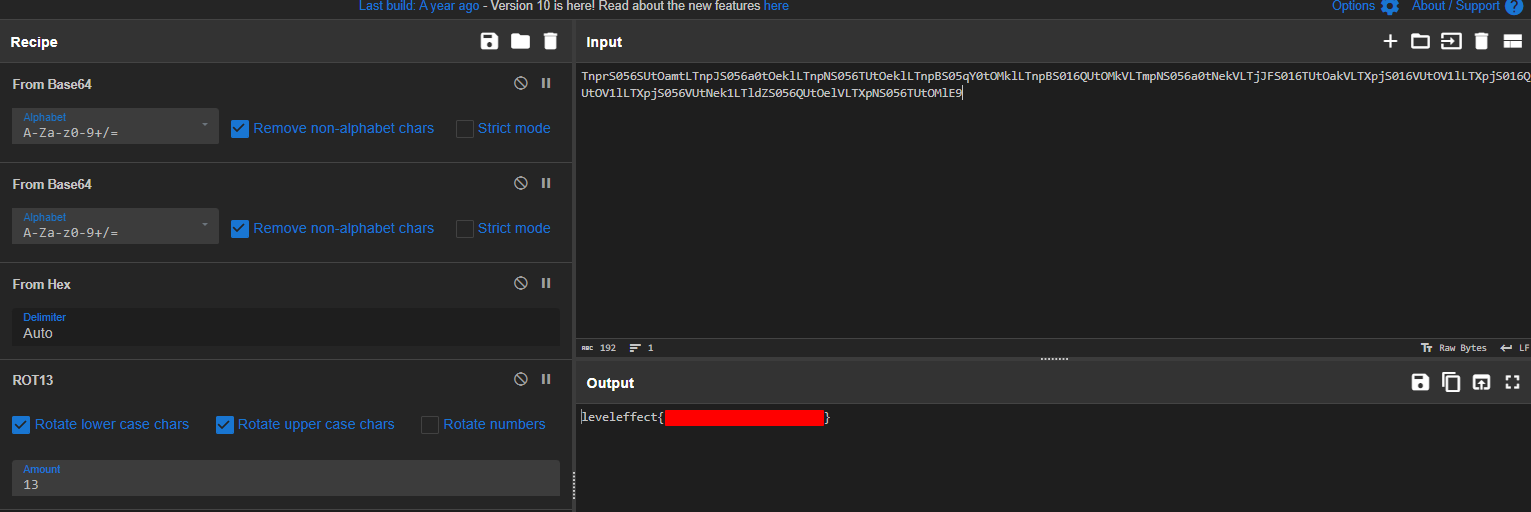 Last build: A year ago - Version 10 is here! Read about the new features here
Options
About / Support
Recipe
From Base64
Alphabet
A-Za-z0-9+/=
Remove non-alphabet chars
Strict mode
From Base64
Alphabet
A-Za-z0-9+/=
Remove non-alphabet chars
Strict mode
From Hex
Delimiter
Auto
ROT13
Rotate lower case chars
Rotate upper case chars
Rotate numbers
Amount
13
Input
TnprS056SUtOamtLTnpJS056a0tOeklLTnpNS056TUtOeklLTnpBS05qY0tOMklLTnpBS016QUtOMkVLTmpNS056a0tNekVLTjJFS016TUtOakVLTXpjS016VUtOV1lLTXpjS016Q
UtOV1lLTXpjS056VUtNek1LTldZS056QUtOelVLTXpNS056TUtOMlE9
ABC 192 1
Raw Bytes LF
Output
leveleffect{ }